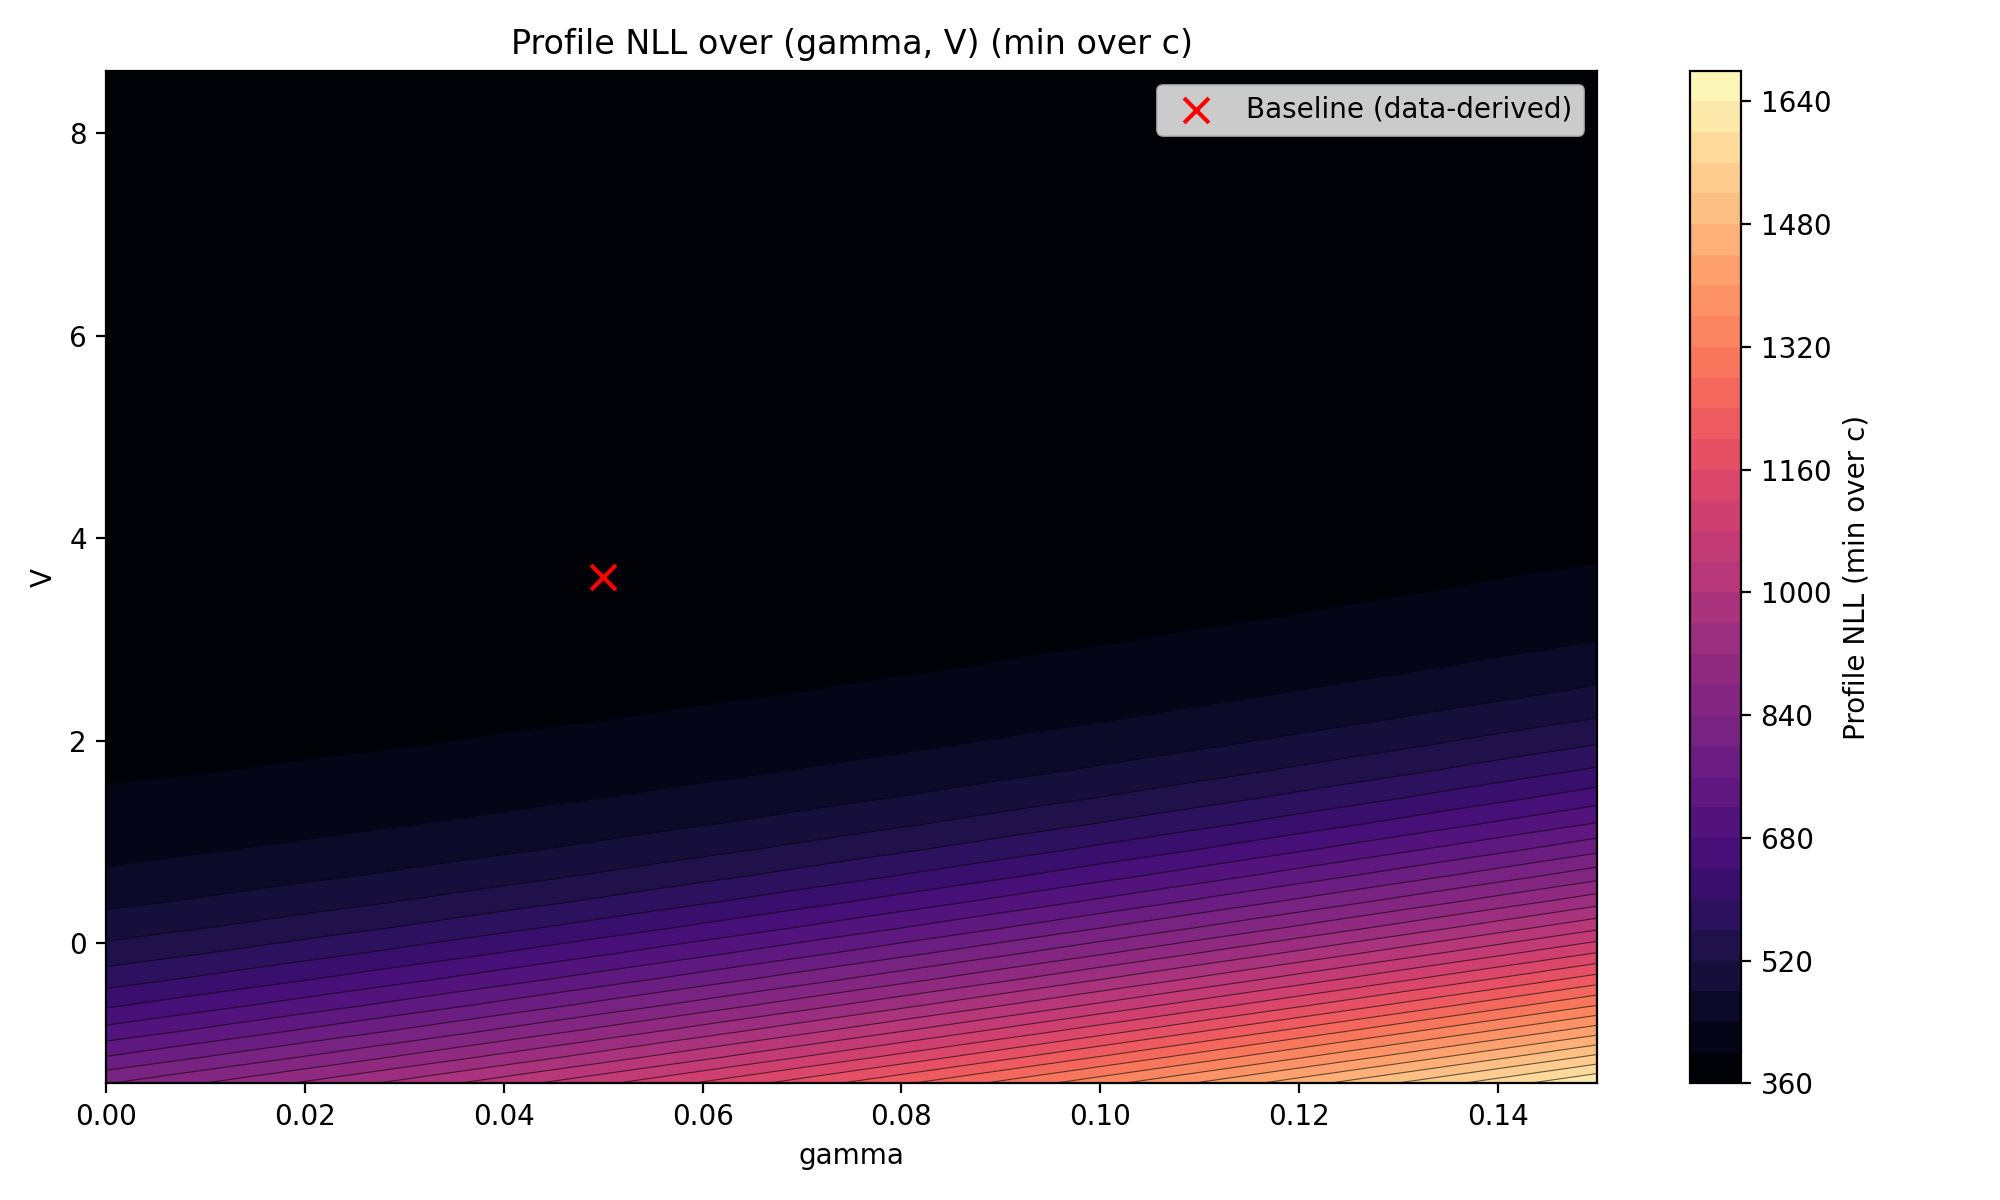 Profile NLL over (gamma, V) (min over c)
Baseline (data-derived)
8
6
4
2
0
V
0.00 0.02 0.04 0.06 0.08 0.10 0.12 0.14
gamma
1640
1480
1320
1160
1000
840
680
520
360
Profile NLL (min over c)